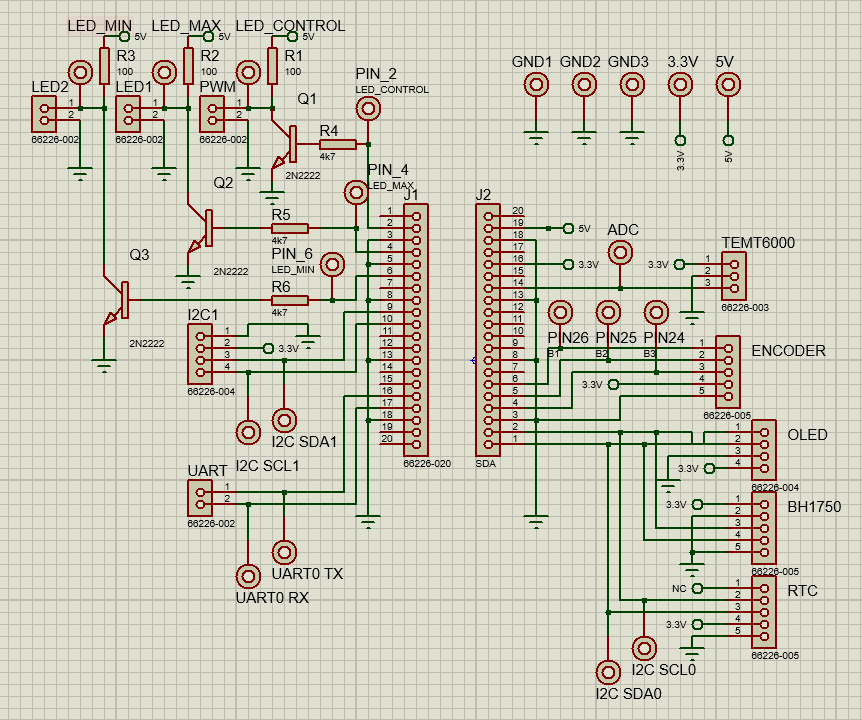 LED_MIN LED_MAX LED_CONTROL
5V 5V 5V
R3 R2 R1
100 100 100
LED2 LED1 PWM
1 1 1
2 2 2
66226-002 66226-002 66226-002
Q1
2N2222
R4
4k7
PIN_2
LED_CONTROL
PIN_4
LED_MAX
Q2
2N2222
R5
4k7
PIN_6
LED_MIN
Q3
2N2222
R6
4k7
GND1 GND2 GND3 3.3V 5V
3.3V 5V
J1
1
2
3
4
5
6
7
8
9
10
11
12
13
14
15
16
17
18
19
20
66226-020
J2
20
19
18
17
16
15
14
13
12
11
10
9
8
7
6
5
4
3
2
1
SDA
5V
3.3V
ADC
TEMT6000
3.3V
1
2
3
66226-003
PIN26 PIN25 PIN24
B1 B2 B3
ENCODER
1
2
3
3.3V 4
5
66226-005
I2C1
1
2
3
4
3.3V
66226-004
I2C SDA1
I2C SCL1
UART
1
2
66226-002
UART0 TX
UART0 RX
OLED
1
2
3
3.3V 4
66226-004
BH1750
3.3V 1
2
3
4
5
66226-005
RTC
NC 1
2
3
3.3V 4
5
66226-005
I2C SCL0
I2C SDA0